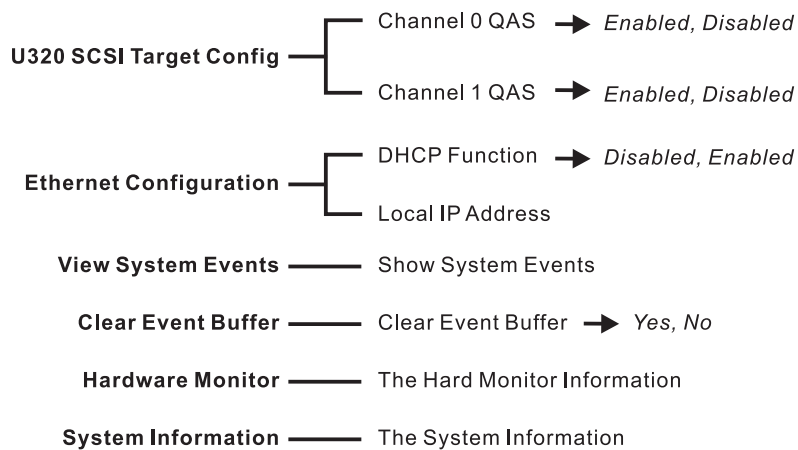 Channel 0 QAS Enabled, Disabled
U320 SCSI Target Config
Channel 1 QAS Enabled, Disabled
DHCP Function Disabled, Enabled
Ethernet Configuration
Local IP Address
View System Events Show System Events
Clear Event Buffer Clear Event Buffer Yes, No
Hardware Monitor The Hard Monitor Information
System Information The System Information